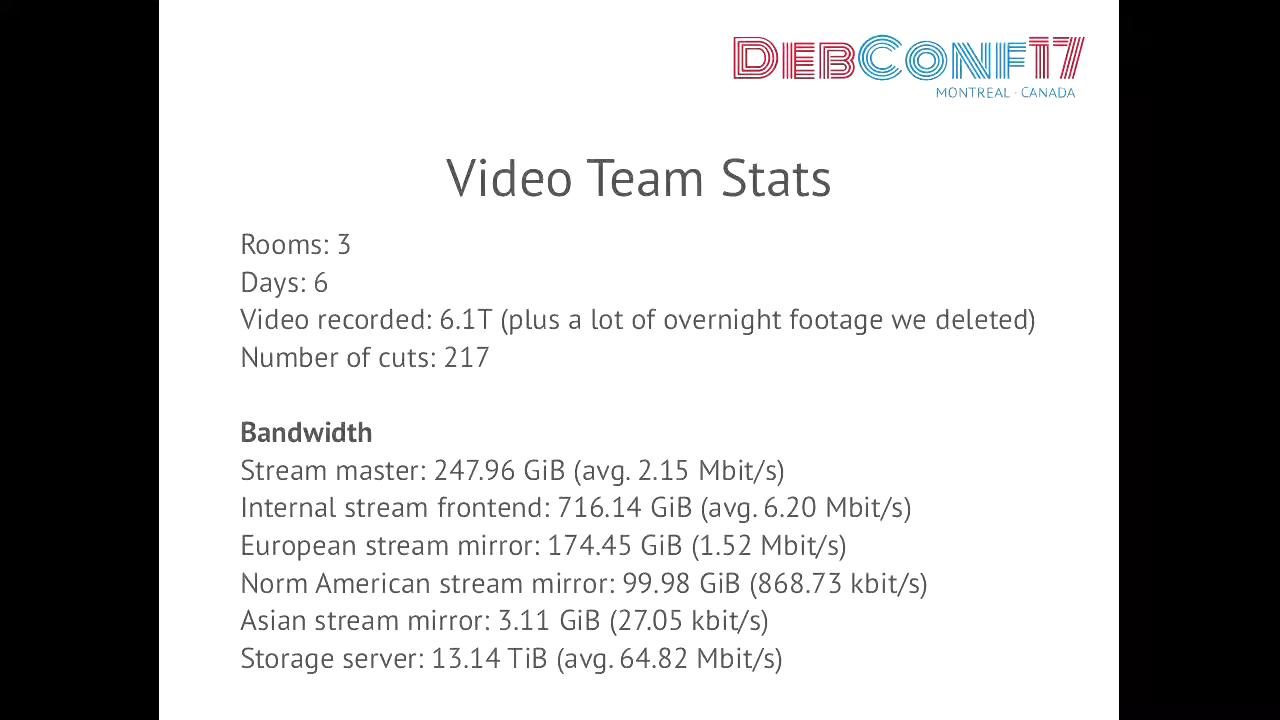 DEBCONF17
MONTREAL · CANADA
Video Team Stats
Rooms: 3
Days: 6
Video recorded: 6.1T (plus a lot of overnight footage we deleted)
Number of cuts: 217
Bandwidth
Stream master: 247.96 GiB (avg. 2.15 Mbit/s)
Internal stream frontend: 716.14 GiB (avg. 6.20 Mbit/s)
European stream mirror: 174.45 GiB (1.52 Mbit/s)
Norm American stream mirror: 99.98 GiB (868.73 kbit/s)
Asian stream mirror: 3.11 GiB (27.05 kbit/s)
Storage server: 13.14 TiB (avg. 64.82 Mbit/s)